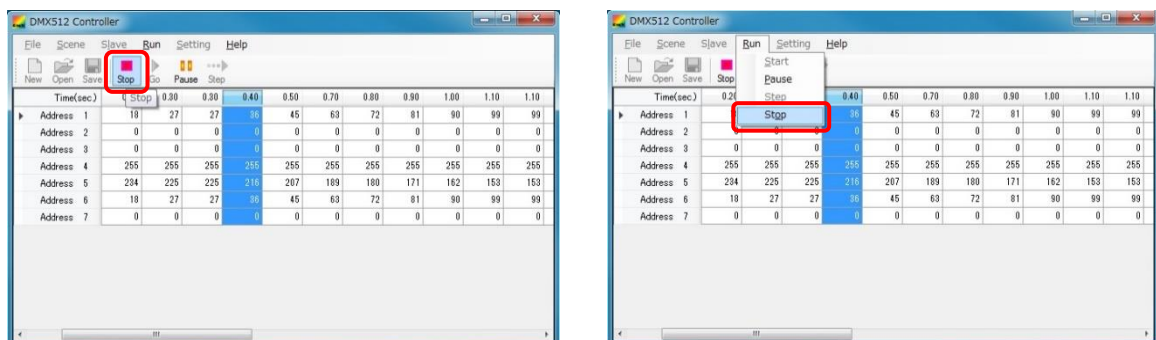 DMX512 Controller
File Scene Slave Run Setting Help
New Open Save Stop Go Pause Step
Time(sec.) Stop 0.30 0.30 0.40 0.50 0.70 0.80 0.90 1.00 1.10 1.10
Address 1 18 27 27 36 45 63 72 81 90 99 99
Address 2 0 0 0 0 0 0 0 0 0 0 0
Address 3 0 0 0 0 0 0 0 0 0 0 0
Address 4 255 255 255 255 255 255 255 255 255 255 255
Address 5 234 225 225 216 207 189 180 171 162 153 153
Address 6 18 27 27 36 45 63 72 81 90 99 99
Address 7 0 0 0 0 0 0 0 0 0 0 0
DMX512 Controller
File Scene Slave Run Setting Help
Start
New Open Save Stop Pause
Time(sec.) Step 0.40 0.50 0.70 0.80 0.90 1.00 1.10 1.10
Address 1 Stop 36 45 63 72 81 90 99 99
Address 2 0 0 0 0 0 0 0 0
Address 3 0 0 0 0 0 0 0 0 0 0 0
Address 4 255 255 255 255 255 255 255 255 255 255 255
Address 5 234 225 225 216 207 189 180 171 162 153 153
Address 6 18 27 27 36 45 63 72 81 90 99 99
Address 7 0 0 0 0 0 0 0 0 0 0 0